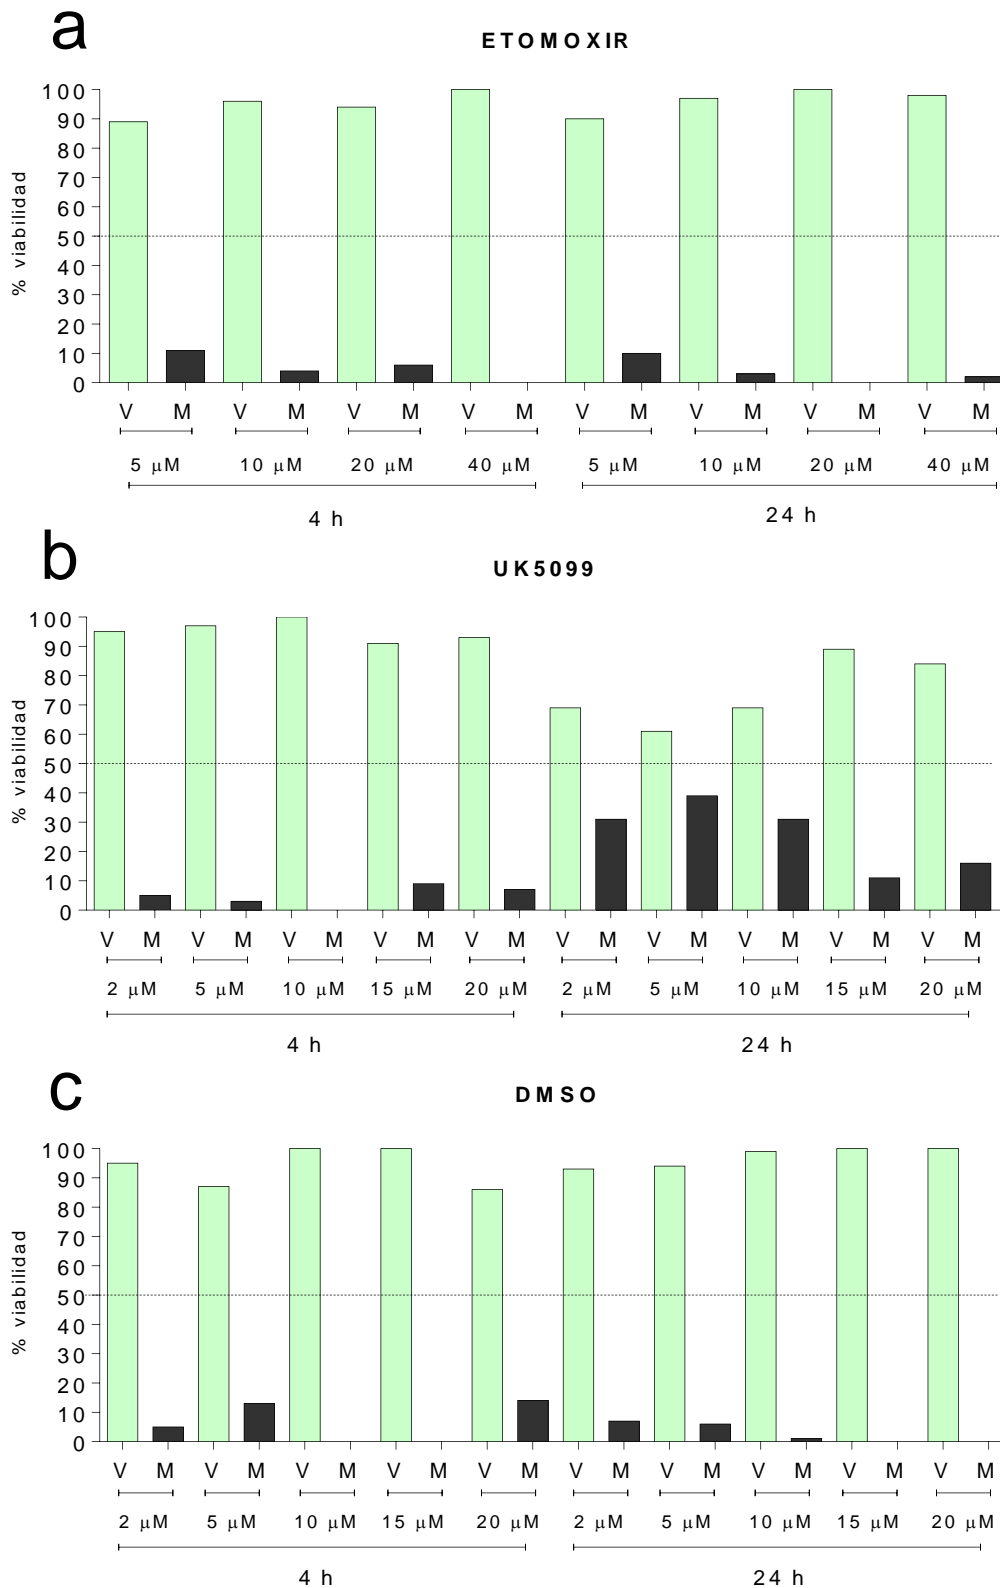 a
ETOMOXIR
100
90
80
70
60
50
40
30
20
10
0
% viabilidad
V M V M V M V M V M V M V M V M
5 μM 10 μM 20 μM 40 μM 5 μM 10 μM 20 μM 40 μM
4 h 24 h
b
UK5099
100
90
80
70
60
50
40
30
20
10
0
% viabilidad
V M V M V M V M V M V M V M V M V M V M
2 μM 5 μM 10 μM 15 μM 20 μM 2 μM 5 μM 10 μM 15 μM 20 μM
4 h 24 h
c
DMSO
100
90
80
70
60
50
40
30
20
10
0
% viabilidad
V M V M V M V M V M V M V M V M V M V M
2 μM 5 μM 10 μM 15 μM 20 μM 2 μM 5 μM 10 μM 15 μM 20 μM
4 h 24 h